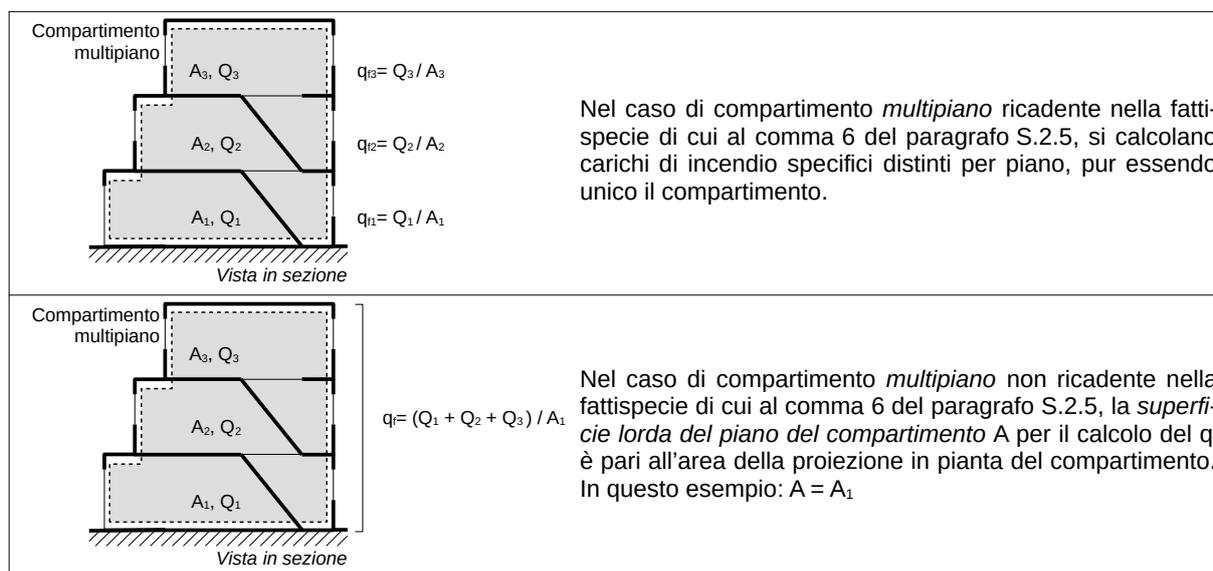 Compartimento
multipiano
A₃, Q₃
q_f3= Q₃ / A₃
A₂, Q₂
q_f2= Q₂ / A₂
A₁, Q₁
q_f1= Q₁ / A₁
Vista in sezione
Nel caso di compartimento multipiano ricadente nella fatti-
specie di cui al comma 6 del paragrafo S.2.5, si calcolano
carichi di incendio specifici distinti per piano, pur essendo
unico il compartimento.
Compartimento
multipiano
A₃, Q₃
A₂, Q₂
q_f= (Q₁ + Q₂ + Q₃) / A₁
A₁, Q₁
Vista in sezione
Nel caso di compartimento multipiano non ricadente nella
fattispecie di cui al comma 6 del paragrafo S.2.5, la superfi-
cie lorda del piano del compartimento A per il calcolo del q
è pari all'area della proiezione in pianta del compartimento.
In questo esempio: A = A₁